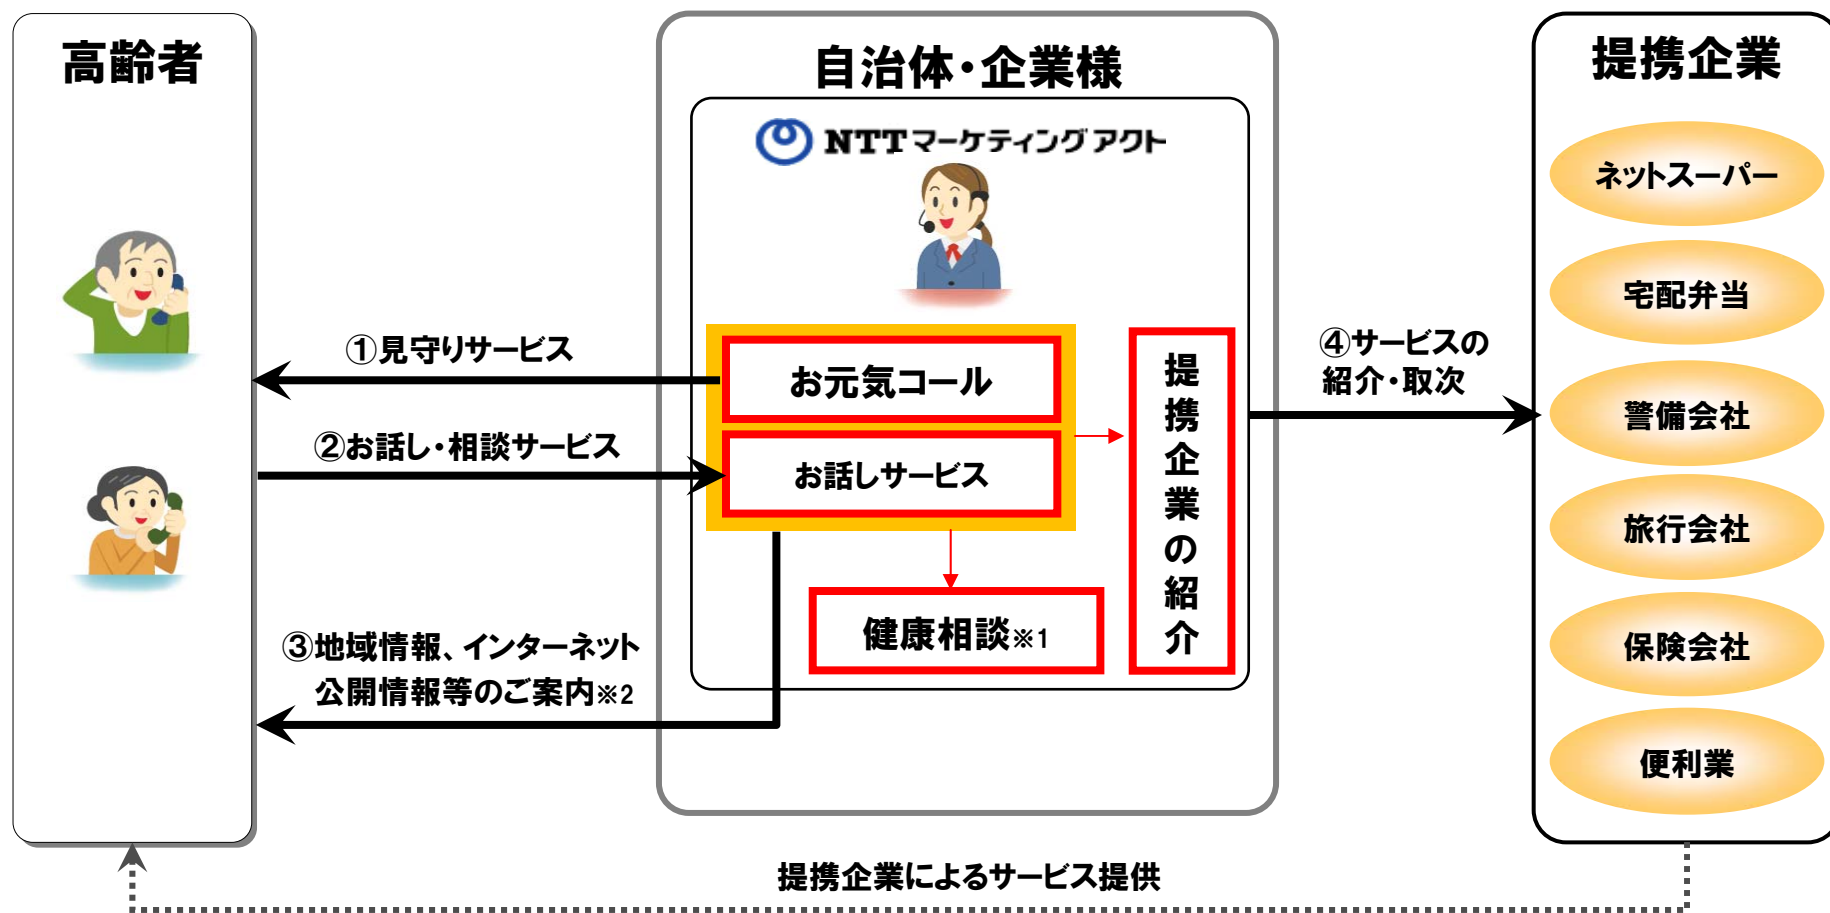 高齢者
自治体・企業様
提携企業
NTTマーケティングアクト
ネットスーパー
宅配弁当
警備会社
旅行会社
保険会社
便利業
①見守りサービス
お元気コール
②お話し・相談サービス
お話しサービス
提携企業の紹介
④サービスの
紹介・取次
健康相談※1
③地域情報、インターネット
公開情報等のご案内※2
提携企業によるサービス提供